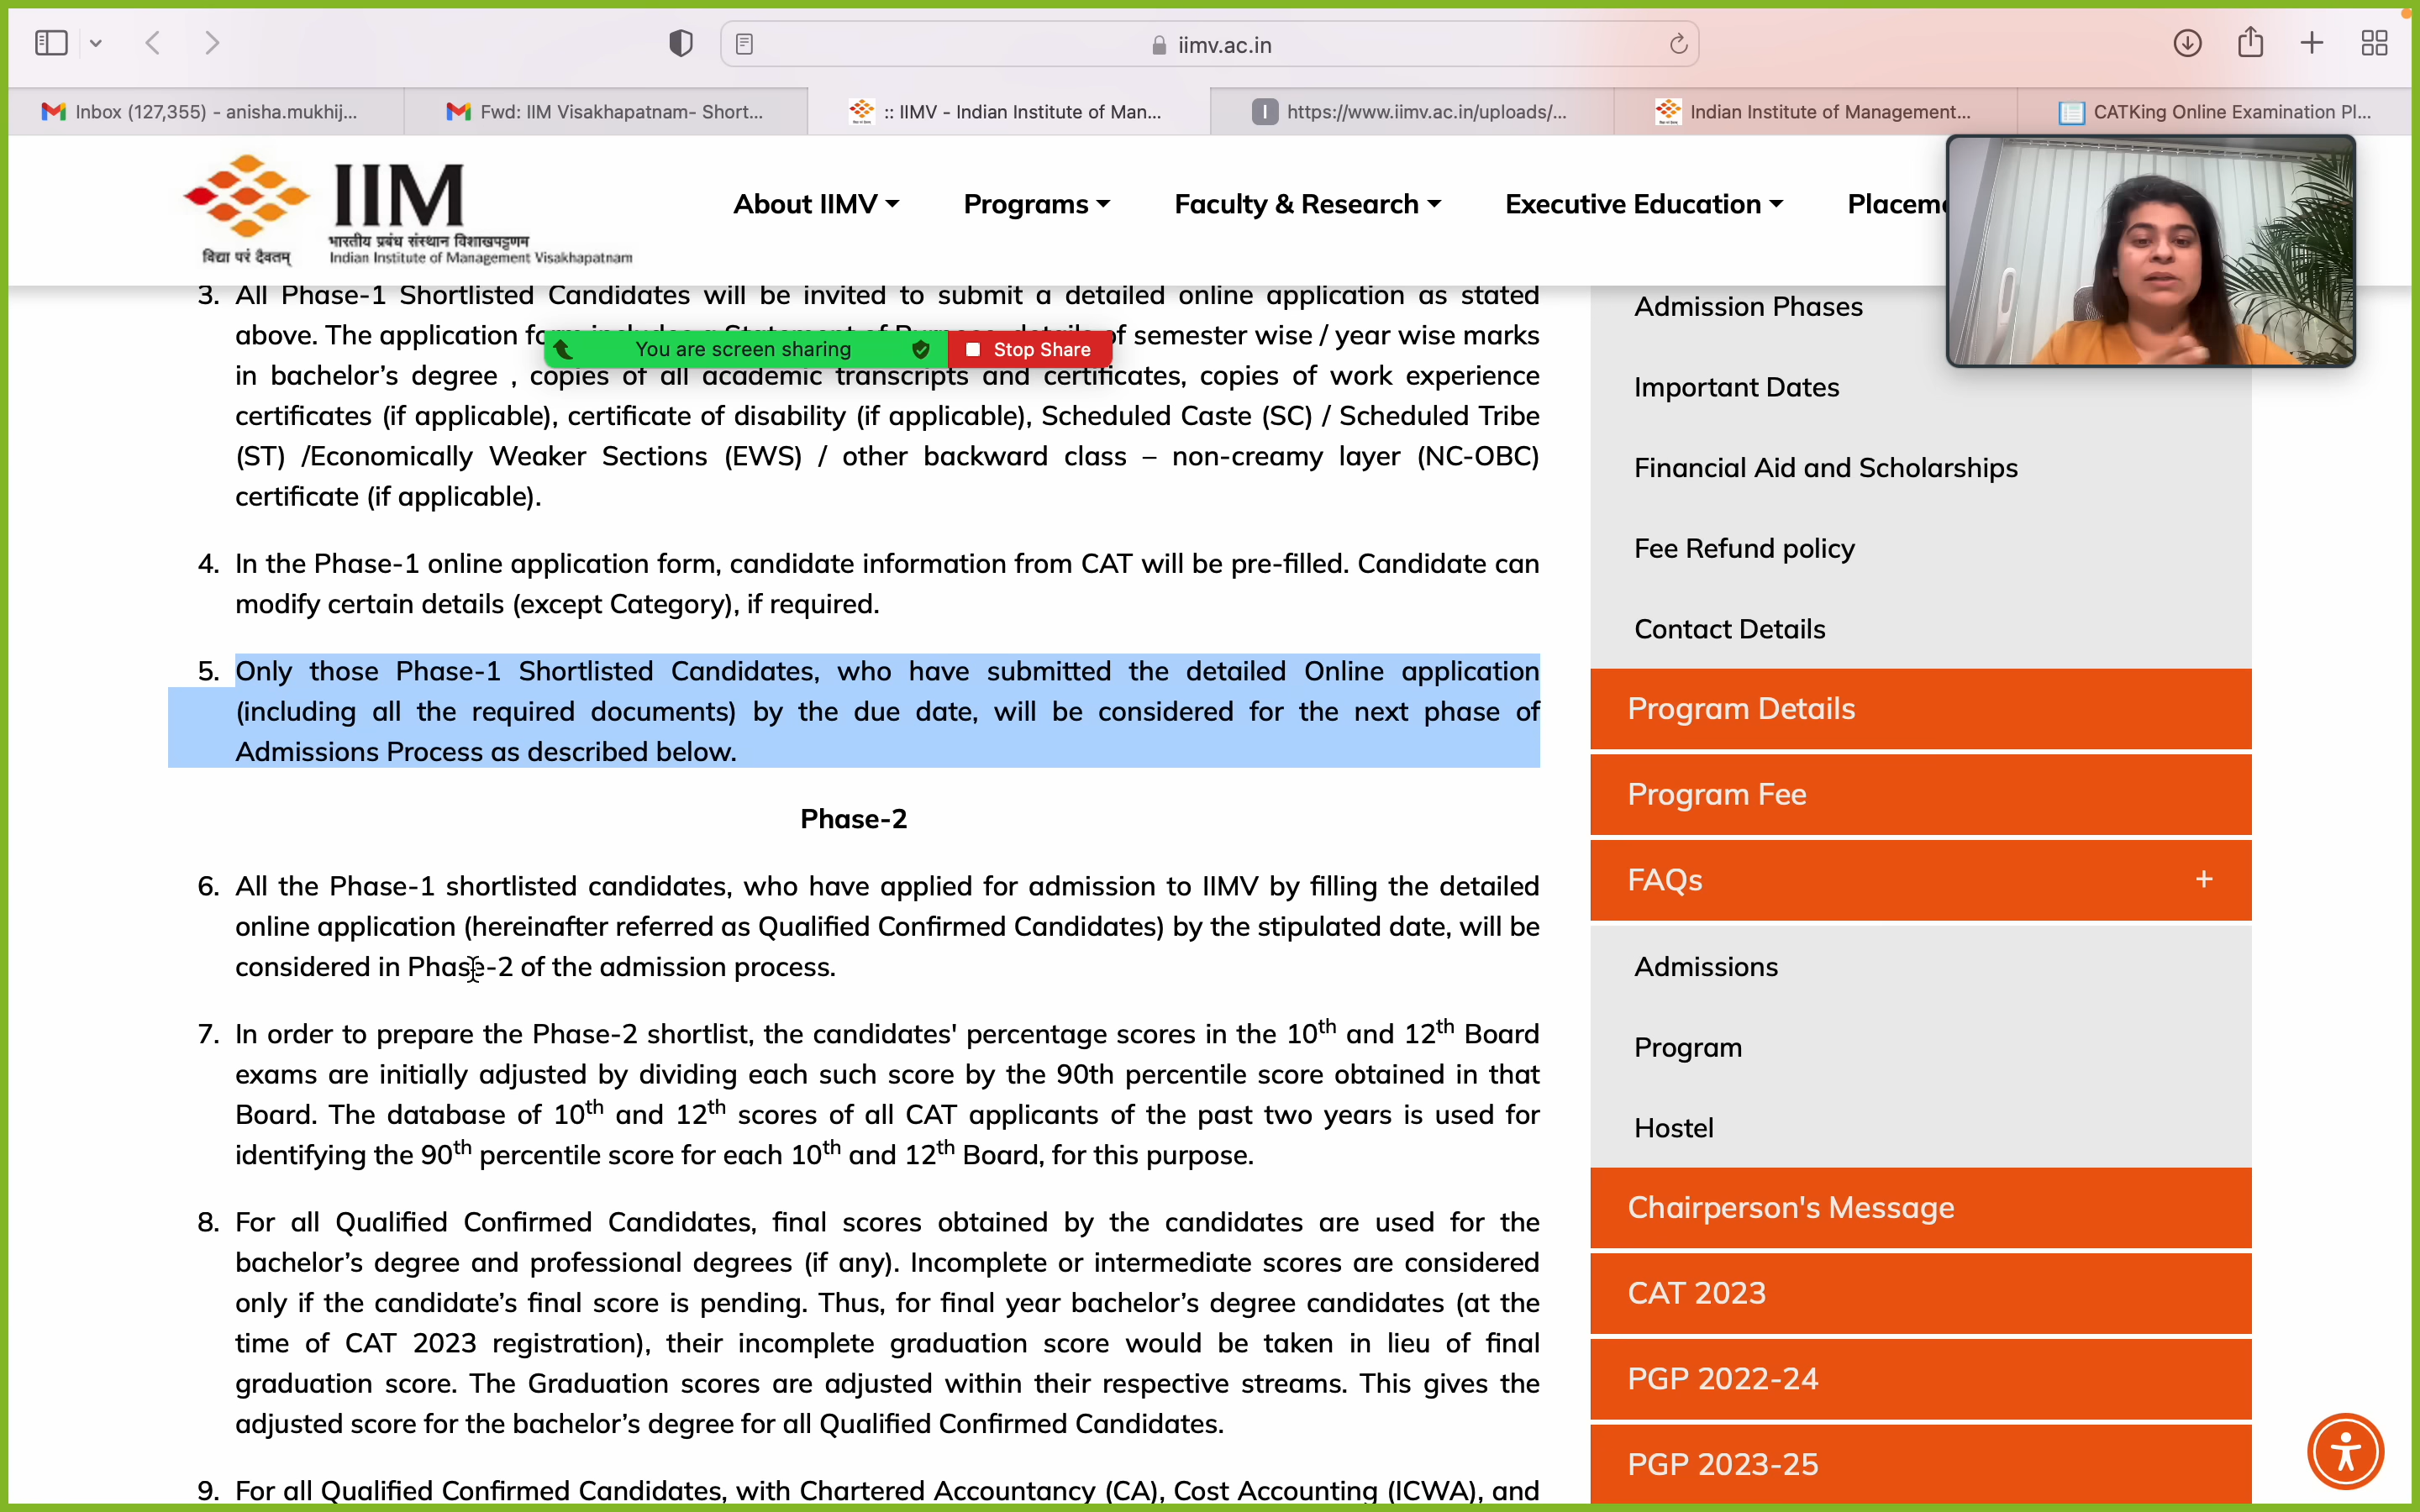 iimv.ac.in
Inbox (127,355) - anisha.mukhij...
Fwd: IIM Visakhapatnam- Short...
:: IIMV - Indian Institute of Man...
I https://www.iimv.ac.in/uploads/...
Indian Institute of Management...
CATKing Online Examination Pl...
विद्या परं दैवतम्
IIM
भारतीय प्रबंध संस्थान विशाखपट्टणम
Indian Institute of Management Visakhapatnam
About IIMV
Programs
Faculty & Research
Executive Education
Placem
3. All Phase-1 Shortlisted Candidates will be invited to submit a detailed online application as stated
above. The application form includes a Statement of Purpose, details of semester wise / year wise marks
in bachelor's degree , copies of all academic transcripts and certificates, copies of work experience
certificates (if applicable), certificate of disability (if applicable), Scheduled Caste (SC) / Scheduled Tribe
(ST) /Economically Weaker Sections (EWS) / other backward class – non-creamy layer (NC-OBC)
certificate (if applicable).
You are screen sharing
Stop Share
4. In the Phase-1 online application form, candidate information from CAT will be pre-filled. Candidate can
modify certain details (except Category), if required.
5. Only those Phase-1 Shortlisted Candidates, who have submitted the detailed Online application
(including all the required documents) by the due date, will be considered for the next phase of
Admissions Process as described below.
Phase-2
6. All the Phase-1 shortlisted candidates, who have applied for admission to IIMV by filling the detailed
online application (hereinafter referred as Qualified Confirmed Candidates) by the stipulated date, will be
considered in Phase-2 of the admission process.
7. In order to prepare the Phase-2 shortlist, the candidates' percentage scores in the 10th and 12th Board
exams are initially adjusted by dividing each such score by the 90th percentile score obtained in that
Board. The database of 10th and 12th scores of all CAT applicants of the past two years is used for
identifying the 90th percentile score for each 10th and 12th Board, for this purpose.
8. For all Qualified Confirmed Candidates, final scores obtained by the candidates are used for the
bachelor's degree and professional degrees (if any). Incomplete or intermediate scores are considered
only if the candidate's final score is pending. Thus, for final year bachelor's degree candidates (at the
time of CAT 2023 registration), their incomplete graduation score would be taken in lieu of final
graduation score. The Graduation scores are adjusted within their respective streams. This gives the
adjusted score for the bachelor's degree for all Qualified Confirmed Candidates.
9. For all Qualified Confirmed Candidates, with Chartered Accountancy (CA), Cost Accounting (ICWA), and
Admission Phases
Important Dates
Financial Aid and Scholarships
Fee Refund policy
Contact Details
Program Details
Program Fee
FAQs +
Admissions
Program
Hostel
Chairperson's Message
CAT 2023
PGP 2022-24
PGP 2023-25